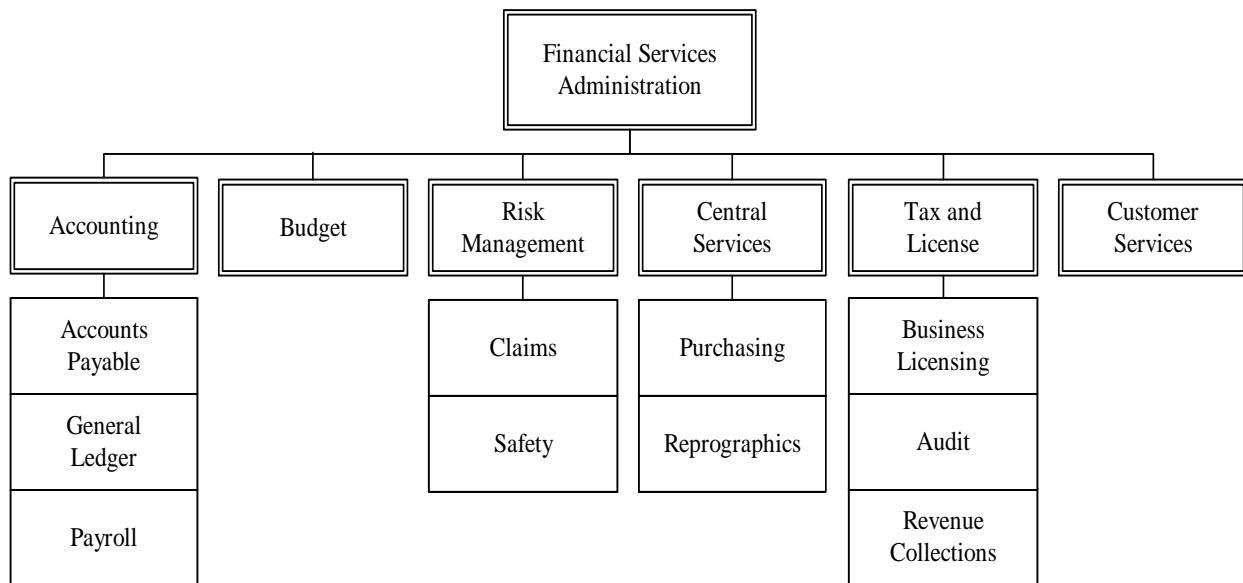 Financial Services
Administration
Accounting
Budget
Risk
Management
Central
Services
Tax and
License
Customer
Services
Accounts
Payable
General
Ledger
Payroll
Claims
Safety
Purchasing
Reprographics
Business
Licensing
Audit
Revenue
Collections